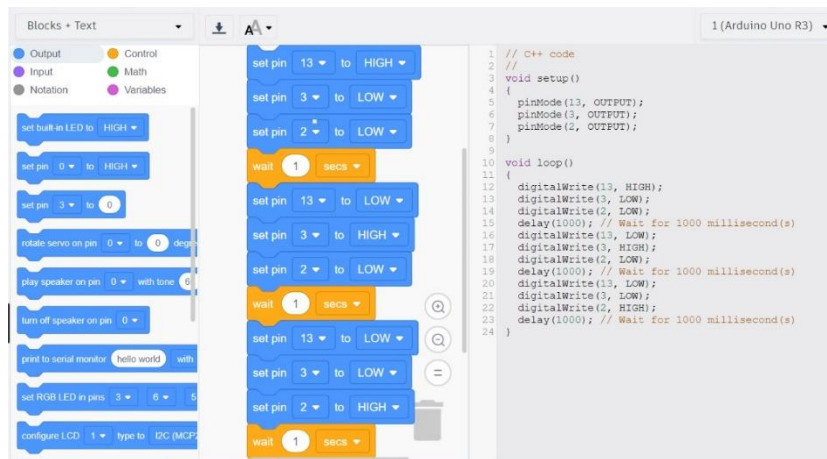 Blocks + Text
1 (Arduino Uno R3)
Output
Control
Input
Math
Notation
Variables
set built-in LED to HIGH
set pin 0 to HIGH
set pin 3 to 0
rotate servo on pin 0 to 0 degre
play speaker on pin 0 with tone 6
turn off speaker on pin 0
print to serial monitor hello world with
set RGB LED in pins 3 6 5
configure LCD 1 type to I2C (MCP2
set pin 13 to HIGH
set pin 3 to LOW
set pin 2 to LOW
wait 1 secs
set pin 13 to LOW
set pin 3 to HIGH
set pin 2 to LOW
wait 1 secs
set pin 13 to LOW
set pin 3 to LOW
set pin 2 to HIGH
wait 1 secs
1 // C++ code
2 //
3 void setup()
4 {
5 pinMode(13, OUTPUT);
6 pinMode(3, OUTPUT);
7 pinMode(2, OUTPUT);
8 }
9
10 void loop()
11 {
12 digitalWrite(13, HIGH);
13 digitalWrite(3, LOW);
14 digitalWrite(2, LOW);
15 delay(1000); // Wait for 1000 millisecond(s)
16 digitalWrite(13, LOW);
17 digitalWrite(3, HIGH);
18 digitalWrite(2, LOW);
19 delay(1000); // Wait for 1000 millisecond(s)
20 digitalWrite(13, LOW);
21 digitalWrite(3, LOW);
22 digitalWrite(2, HIGH);
23 delay(1000); // Wait for 1000 millisecond(s)
24 }